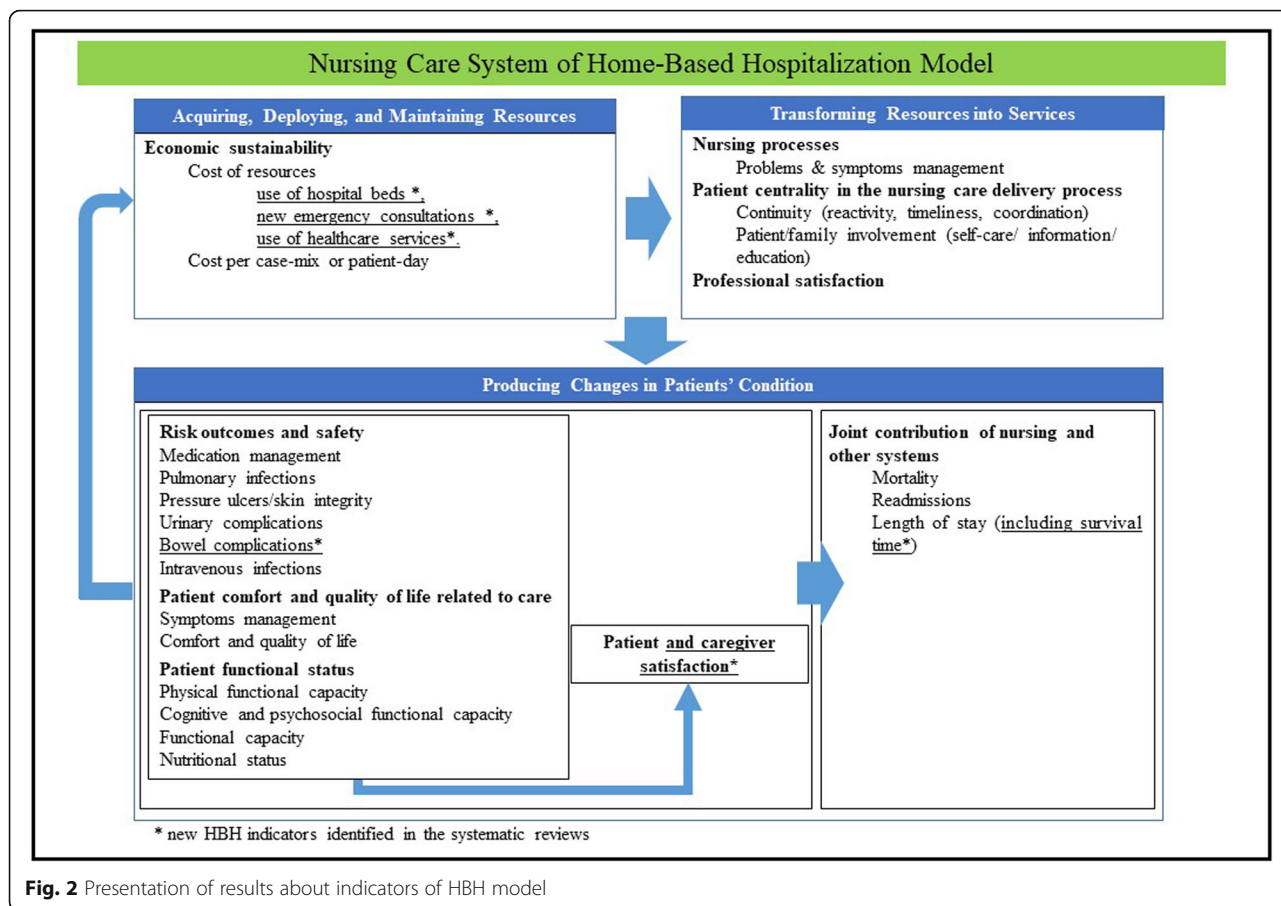 Nursing Care System of Home-Based Hospitalization Model
Acquiring, Deploying, and Maintaining Resources
Economic sustainability
Cost of resources
use of hospital beds *,
new emergency consultations *,
use of healthcare services*.
Cost per case-mix or patient-day
Transforming Resources into Services
Nursing processes
Problems & symptoms management
Patient centrality in the nursing care delivery process
Continuity (reactivity, timeliness, coordination)
Patient/family involvement (self-care/ information/
education)
Professional satisfaction
Producing Changes in Patients' Condition
Risk outcomes and safety
Medication management
Pulmonary infections
Pressure ulcers/skin integrity
Urinary complications
Bowel complications*
Intravenous infections
Patient comfort and quality of life related to care
Symptoms management
Comfort and quality of life
Patient functional status
Physical functional capacity
Cognitive and psychosocial functional capacity
Functional capacity
Nutritional status
Patient and caregiver
satisfaction*
Joint contribution of nursing and
other systems
Mortality
Readmissions
Length of stay (including survival
time*)
* new HBH indicators identified in the systematic reviews
Fig. 2 Presentation of results about indicators of HBH model